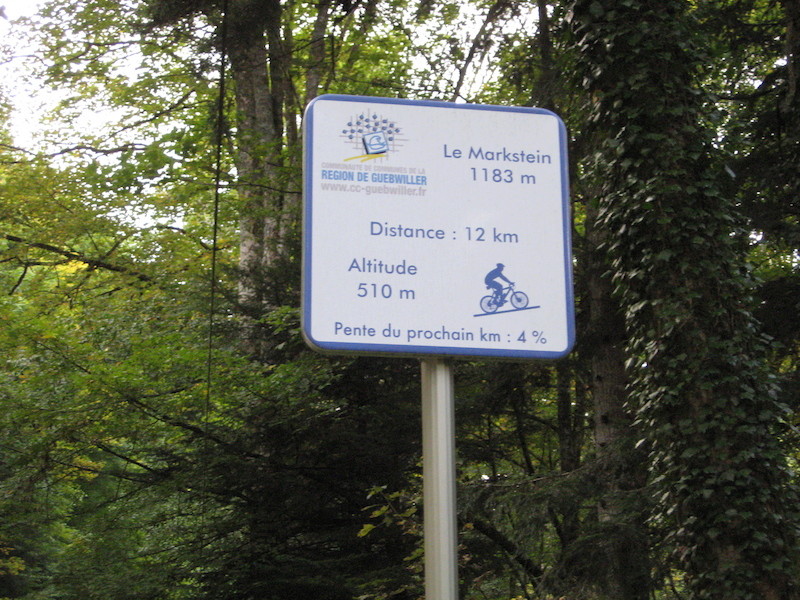 COMMUNAUTÉ DE COMMUNES DE LA
RÉGION DE GUEBWILLER
www.cc-guebwiller.fr
Le Markstein
1183 m
Distance : 12 km
Altitude
510 m
Pente du prochain km : 4 %